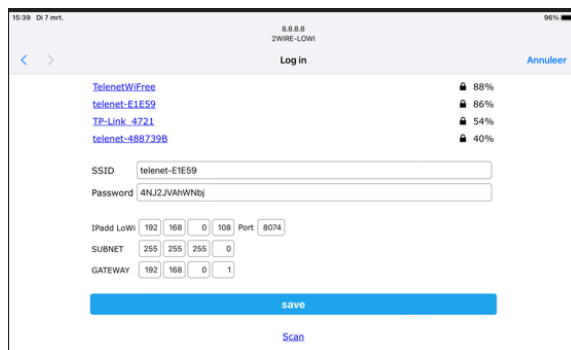 15:39 Di 7 mrt. 96%
8.8.8.8
2WIRE-LOWI
Log in Annuleer
TelenetWiFree 88%
telenet-E1E59 86%
TP-Link_4721 54%
telenet-488739B 40%
SSID telenet-E1E59
Password 4NJ2JVAhWNbj
IPadd LoWi 192 168 0 108 Port 8074
SUBNET 255 255 255 0
GATEWAY 192 168 0 1
save
Scan